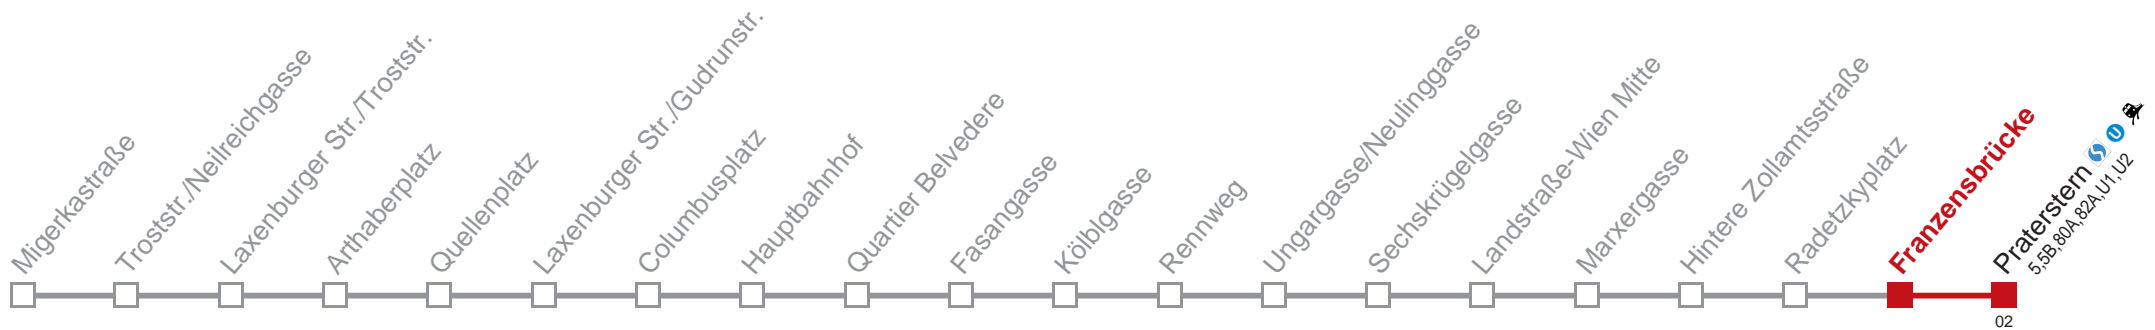 Migerkastraße
Troststr./Neilreichgasse
Laxenburger Str./Troststr.
Arthaberplatz
Quellenplatz
Laxenburger Str./Gudrunstr.
Columbusplatz
Hauptbahnhof
Quartier Belvedere
Fasangasse
Kölblgasse
Rennweg
Ungargasse/Neulinggasse
Sechskrügelgasse
Landstraße-Wien Mitte
Marxergasse
Hintere Zollamtsstraße
Radetzkyplatz
Franzensbrücke
Praterstern S U
5,5B,80A,82A,U1,U2
02